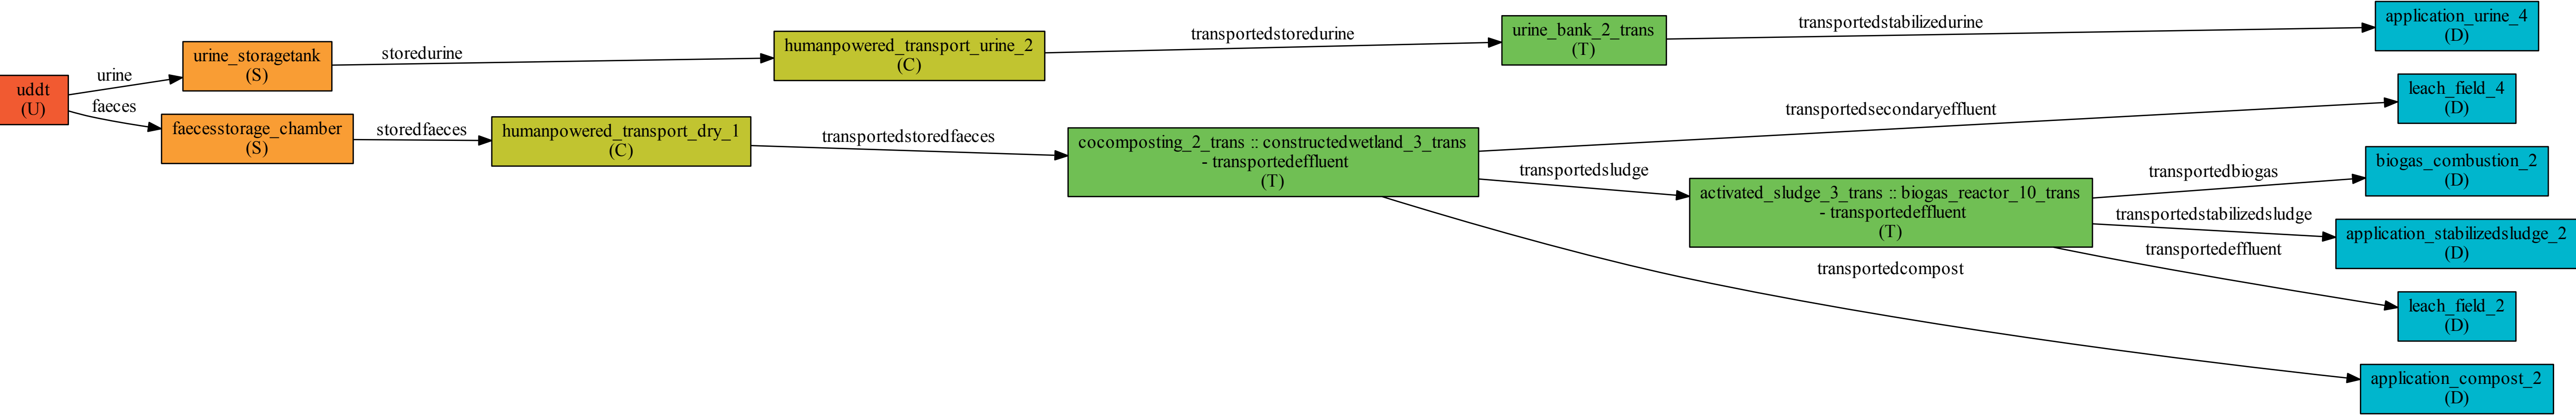 uddt
(U)
urine
faeces
urine_storagetank
(S)
faecesstorage_chamber
(S)
storedurine
storedfaeces
humanpowered_transport_urine_2
(C)
humanpowered_transport_dry_1
(C)
transportedstoredurine
transportedstoredfaeces
urine_bank_2_trans
(T)
cocomposting_2_trans :: constructedwetland_3_trans
- transportedeffluent
(T)
transportedstabilizedurine
transportedsecondaryeffluent
transportedsludge
transportedcompost
activated_sludge_3_trans :: biogas_reactor_10_trans
- transportedeffluent
(T)
transportedbiogas
transportedstabilizedsludge
transportedeffluent
application_urine_4
(D)
leach_field_4
(D)
biogas_combustion_2
(D)
application_stabilizedsludge_2
(D)
leach_field_2
(D)
application_compost_2
(D)